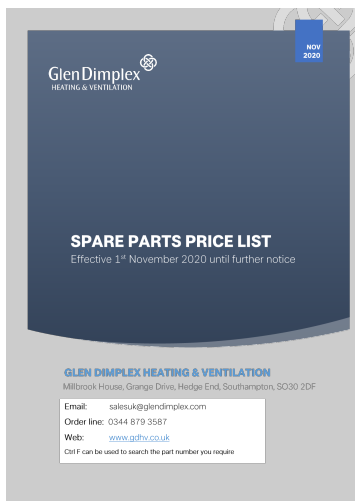 NOV
2020
GlenDimplex
HEATING & VENTILATION
SPARE PARTS PRICE LIST
Effective 1st November 2020 until further notice
GLEN DIMPLEX HEATING & VENTILATION
Millbrook House, Grange Drive, Hedge End, Southampton, SO30 2DF
Email: salesuk@glendimplex.com
Order line: 0344 879 3587
Web: www.gdhv.co.uk
Ctrl F can be used to search the part number you require